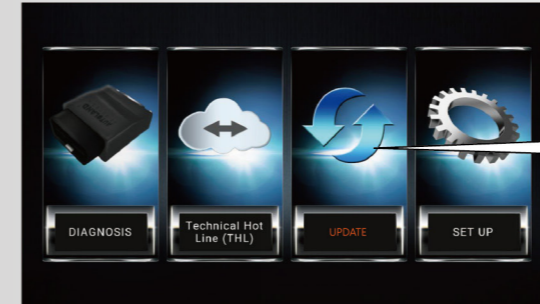 DIAGNOSIS
Technical Hot
Line (THL)
UPDATE
SET UP